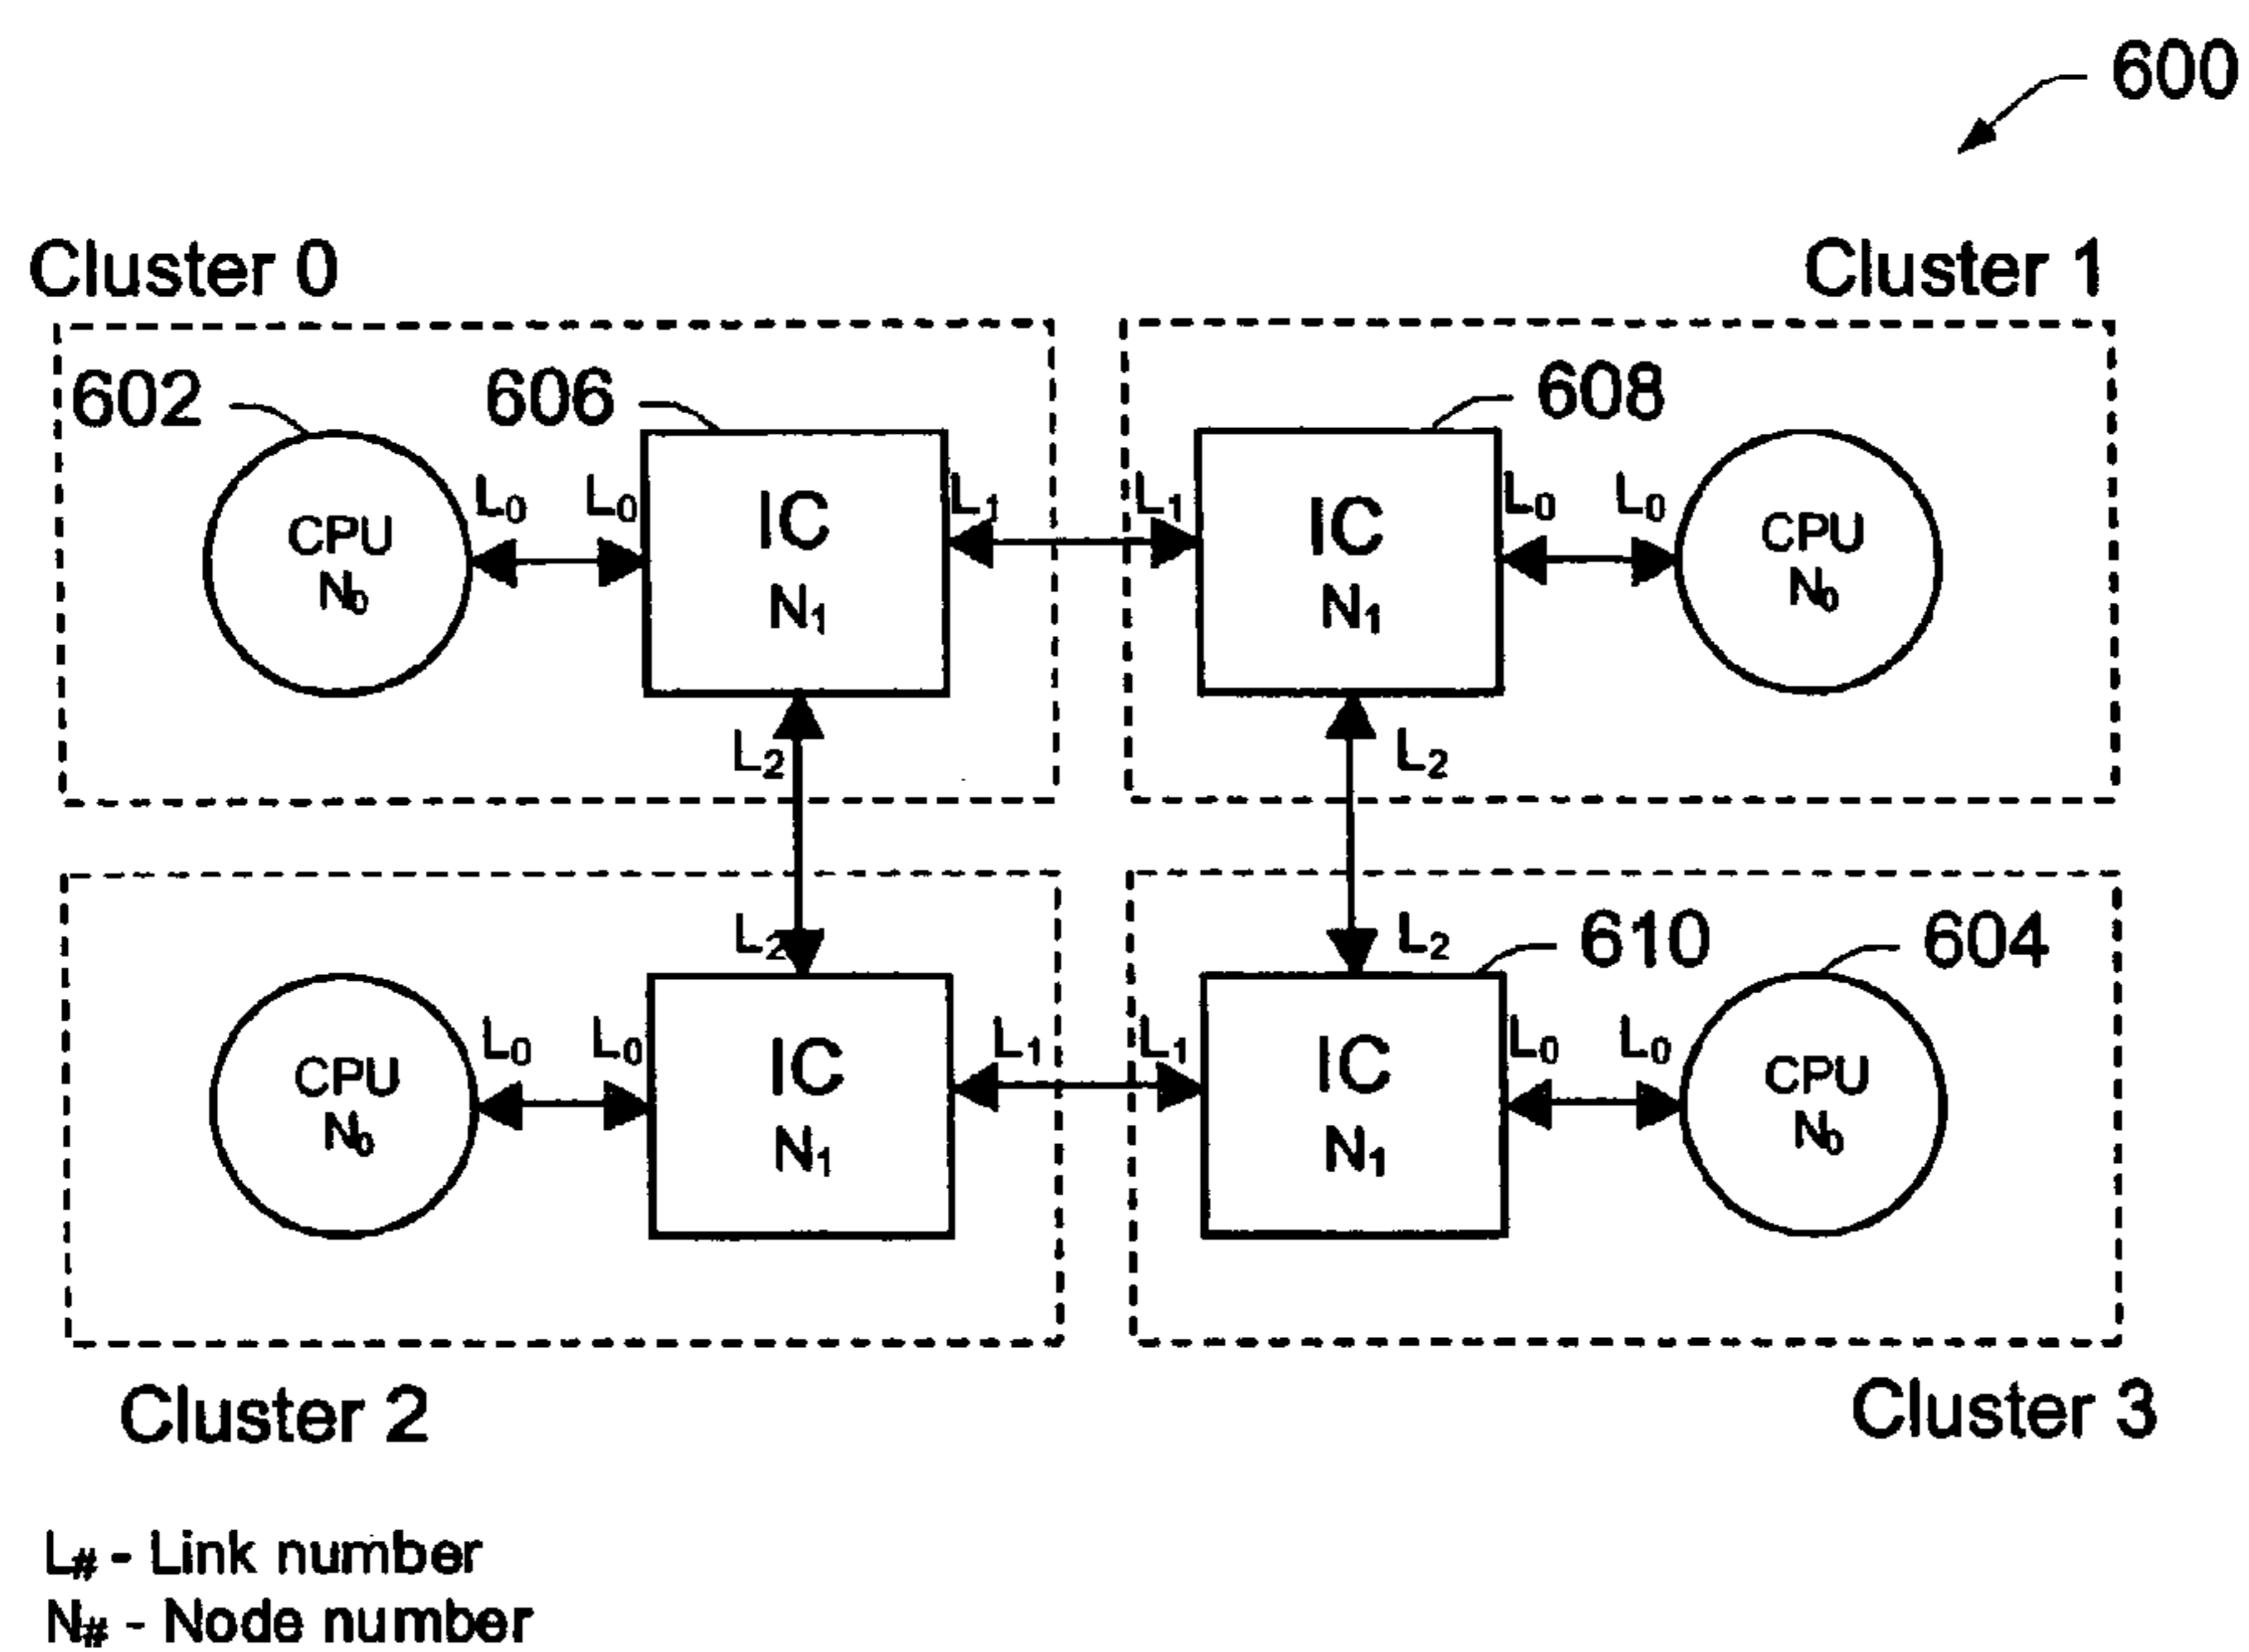 600
Cluster 0
Cluster 1
602
606
608
L0
L0
L1
L1
L0
L0
CPU
N0
IC
N1
IC
N1
CPU
N0
L2
L2
L2
L2
610
604
L0
L0
L1
L1
L0
L0
CPU
N0
IC
N1
IC
N1
CPU
N0
Cluster 2
Cluster 3
L# - Link number
N# - Node number